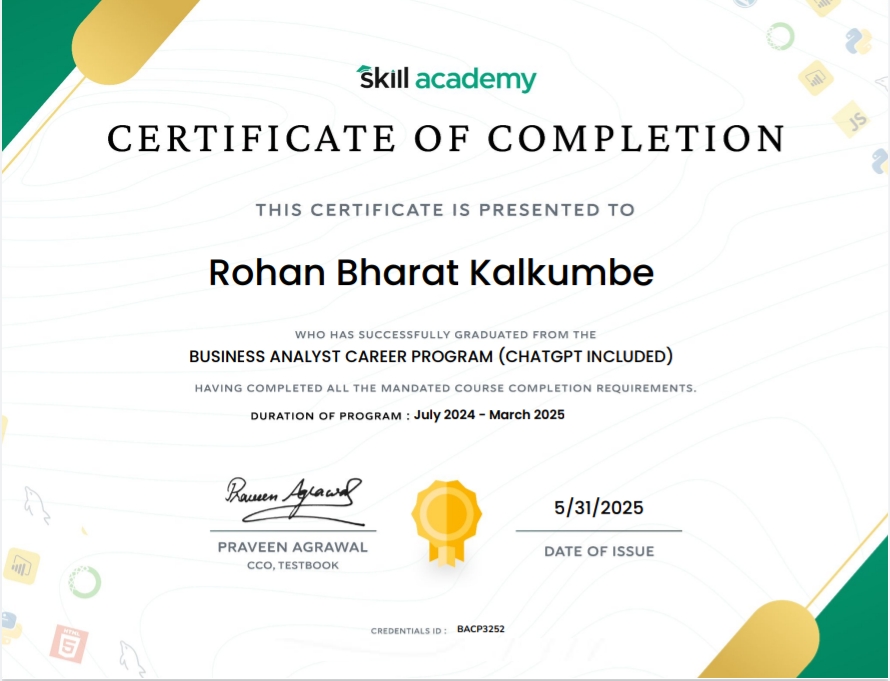 skill academy
CERTIFICATE OF COMPLETION
THIS CERTIFICATE IS PRESENTED TO
Rohan Bharat Kalkumbe
WHO HAS SUCCESSFULLY GRADUATED FROM THE
BUSINESS ANALYST CAREER PROGRAM (CHATGPT INCLUDED)
HAVING COMPLETED ALL THE MANDATED COURSE COMPLETION REQUIREMENTS.
DURATION OF PROGRAM : July 2024 - March 2025
Praveen Agrawal
5/31/2025
PRAVEEN AGRAWAL
DATE OF ISSUE
CCO, TESTBOOK
CREDENTIALS ID : BACP3252
JS
HTML
5